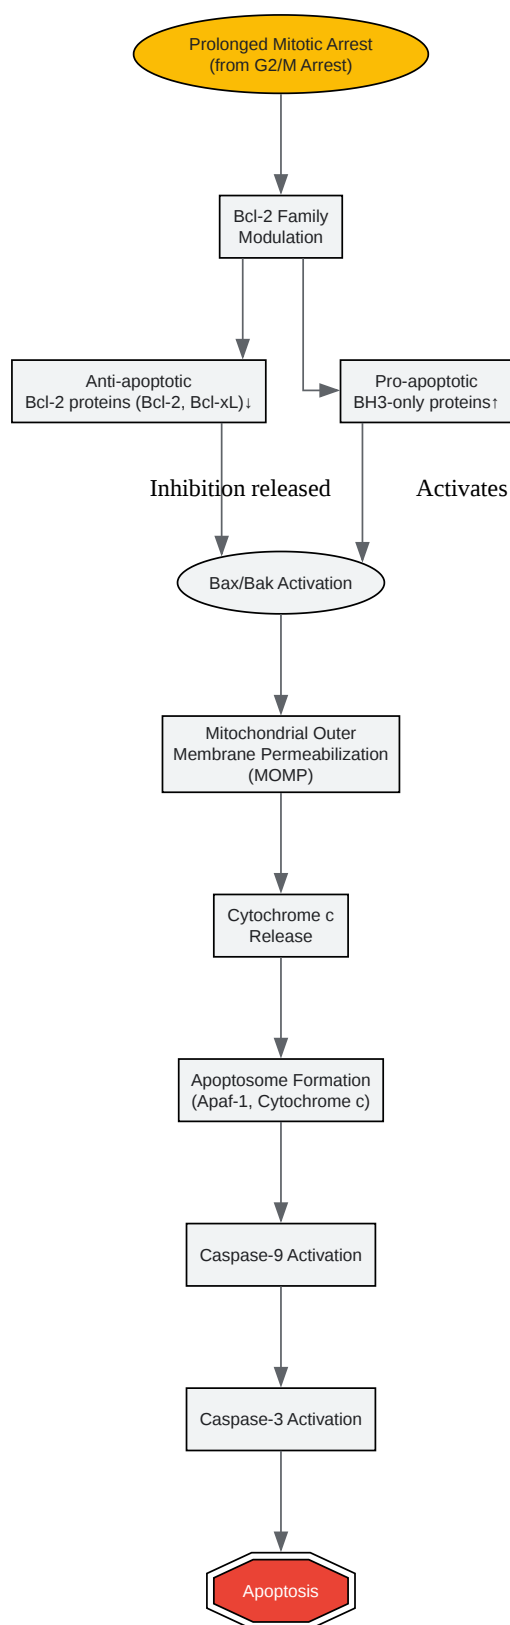 Prolonged Mitotic Arrest
(from G2/M Arrest)
Bcl-2 Family
Modulation
Anti-apoptotic
Bcl-2 proteins (Bcl-2, Bcl-xL)↓
Pro-apoptotic
BH3-only proteins↑
Inhibition released
Activates
Bax/Bak Activation
Mitochondrial Outer
Membrane Permeabilization
(MOMP)
Cytochrome c
Release
Apoptosome Formation
(Apaf-1, Cytochrome c)
Caspase-9 Activation
Caspase-3 Activation
Apoptosis